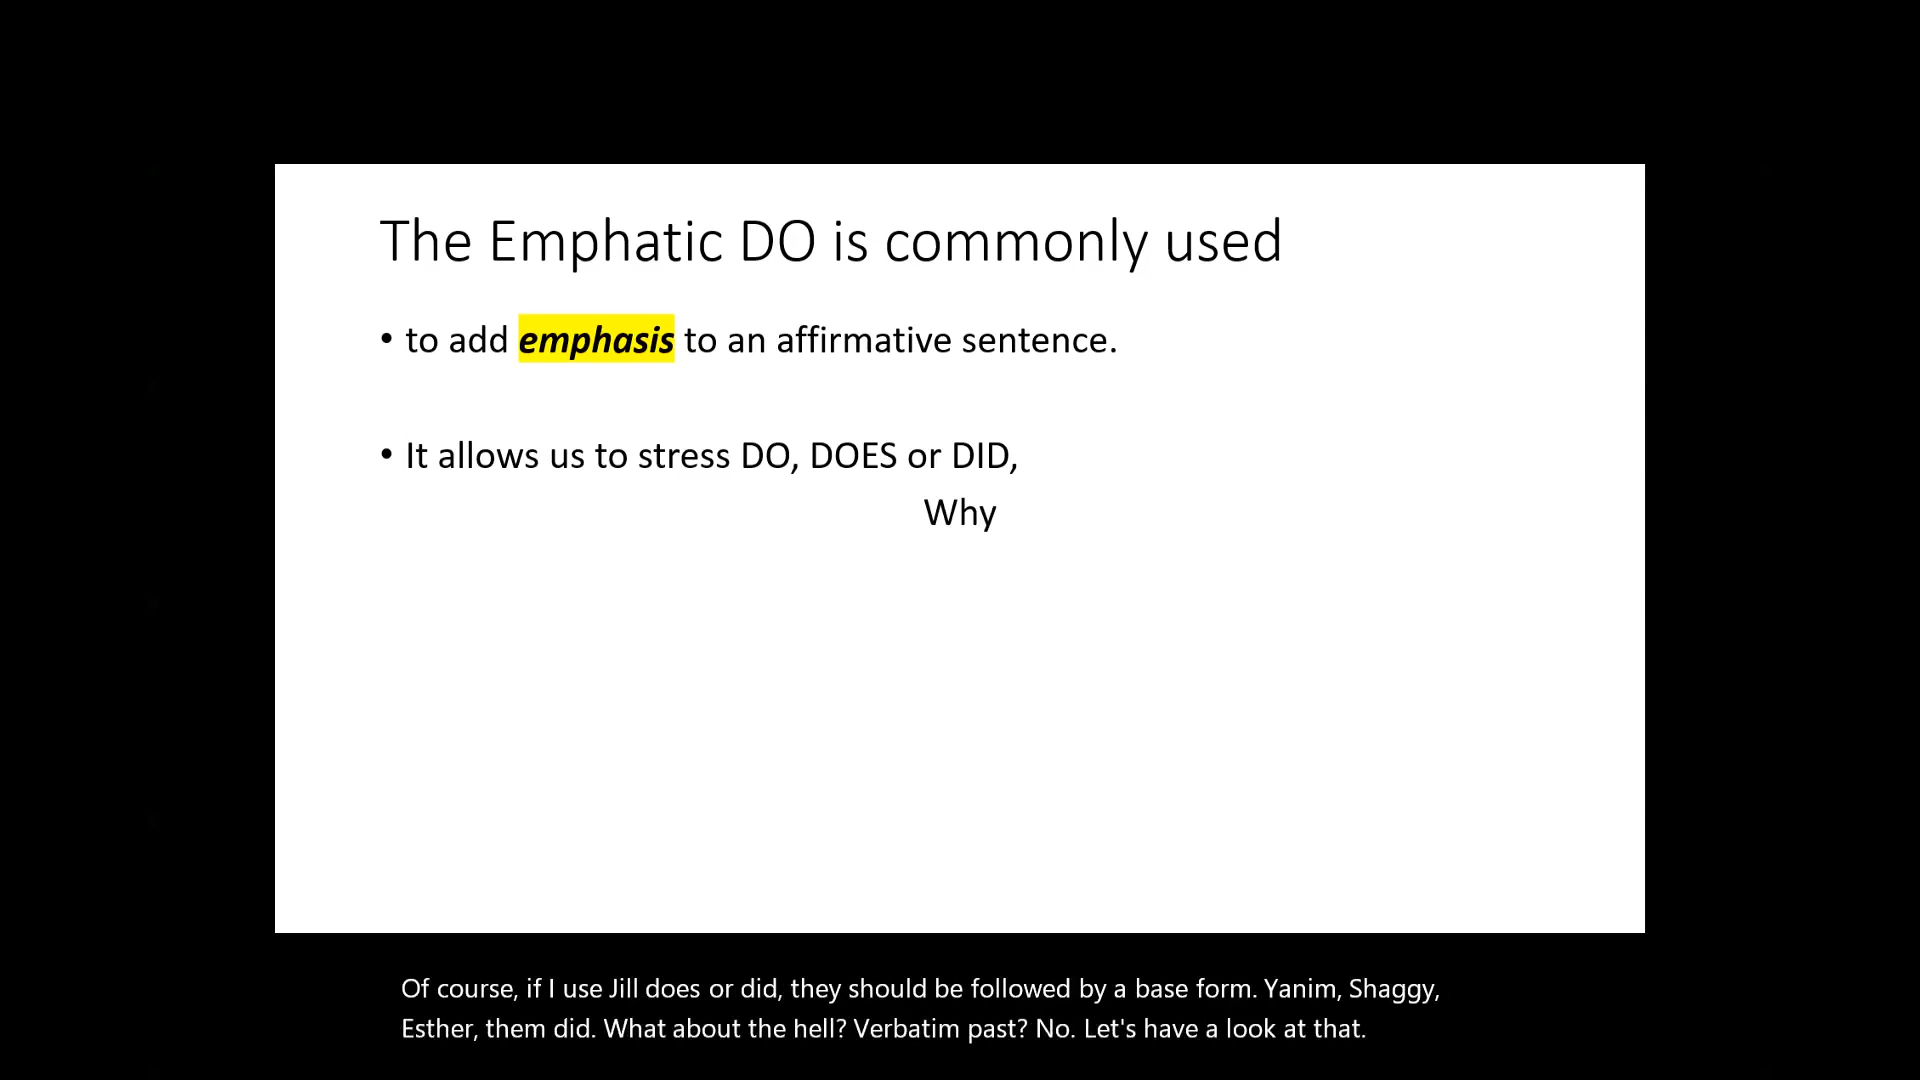 The Emphatic DO is commonly used
• to add emphasis to an affirmative sentence.
• It allows us to stress DO, DOES or DID,
Why
Of course, if I use Jill does or did, they should be followed by a base form. Yanim, Shaggy,
Esther, them did. What about the hell? Verbatim past? No. Let's have a look at that.